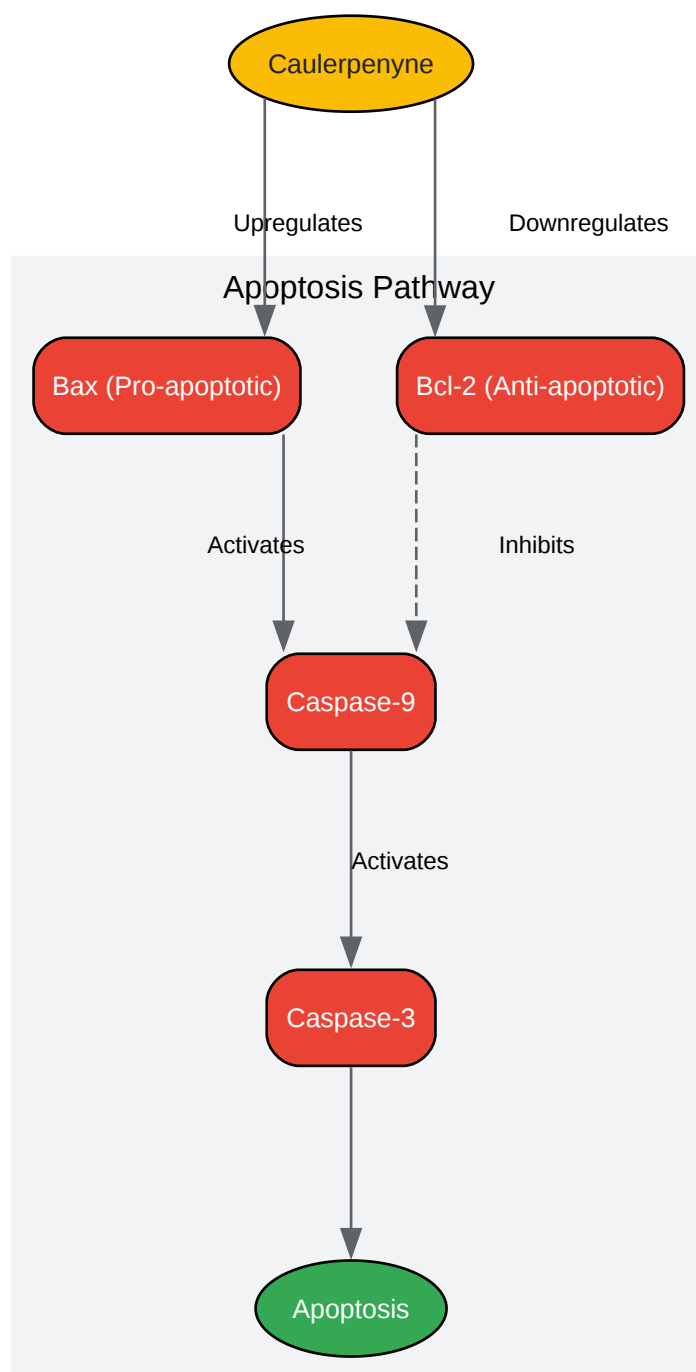 Caulerpenyne
Upregulates
Downregulates
Apoptosis Pathway
Bax (Pro-apoptotic)
Bcl-2 (Anti-apoptotic)
Activates
Inhibits
Caspase-9
Activates
Caspase-3
Apoptosis